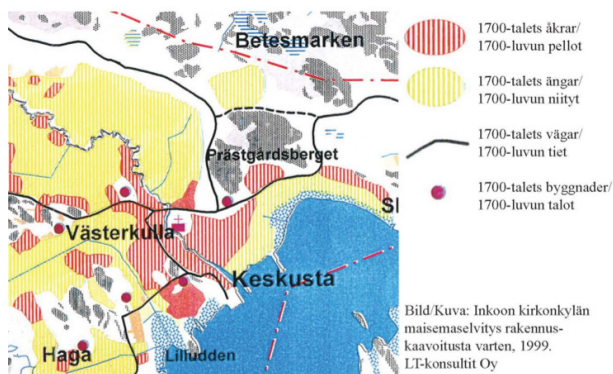 Betesmarken
Prästgårdsberget
Västerkulla
Keskusta
Haga
Lilludden
1700-talets åkrar/
1700-luvun pellot
1700-talets ängar/
1700-luvun niityt
1700-talets vägar/
1700-luvun tiet
1700-talets byggnader/
1700-luvun talot
Bild/Kuva: Inkoon kirkonkylän
maisemaselvitys rakennus-
kaavoitusta varten, 1999.
LT-konsultit Oy